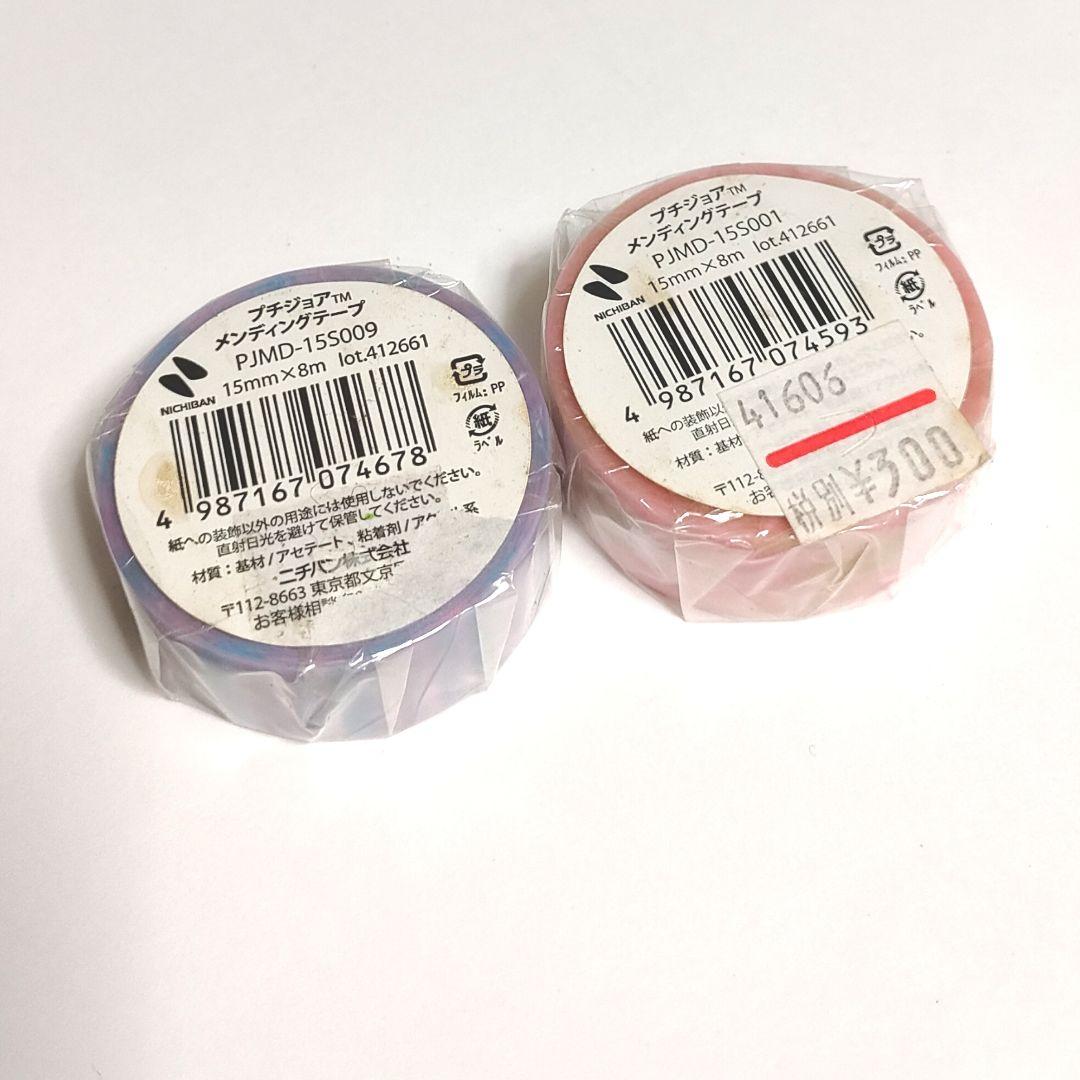 プチジョア™
メンディングテープ
PJMD-15S009
15mm×8m lot.412661
NICHIBAN
プラ
フィルム: PP
紙
ラベル
4 987167 074678
紙への装飾以外の用途には使用しないでください。
直射日光を避けて保管してください。
材質：基材/アセテート、粘着剤/アクリル系
ニチバン株式会社
〒112-8663 東京都文京
お客様相談
プチジョア™
メンディングテープ
PJMD-15S001
15mm×8m lot.412661
NICHIBAN
プラ
フィルム: PP
紙
ラベル
4 987167 074593
紙への装飾以
直射日
材質：基材
〒112-8
お客
い。
41606
税別¥300